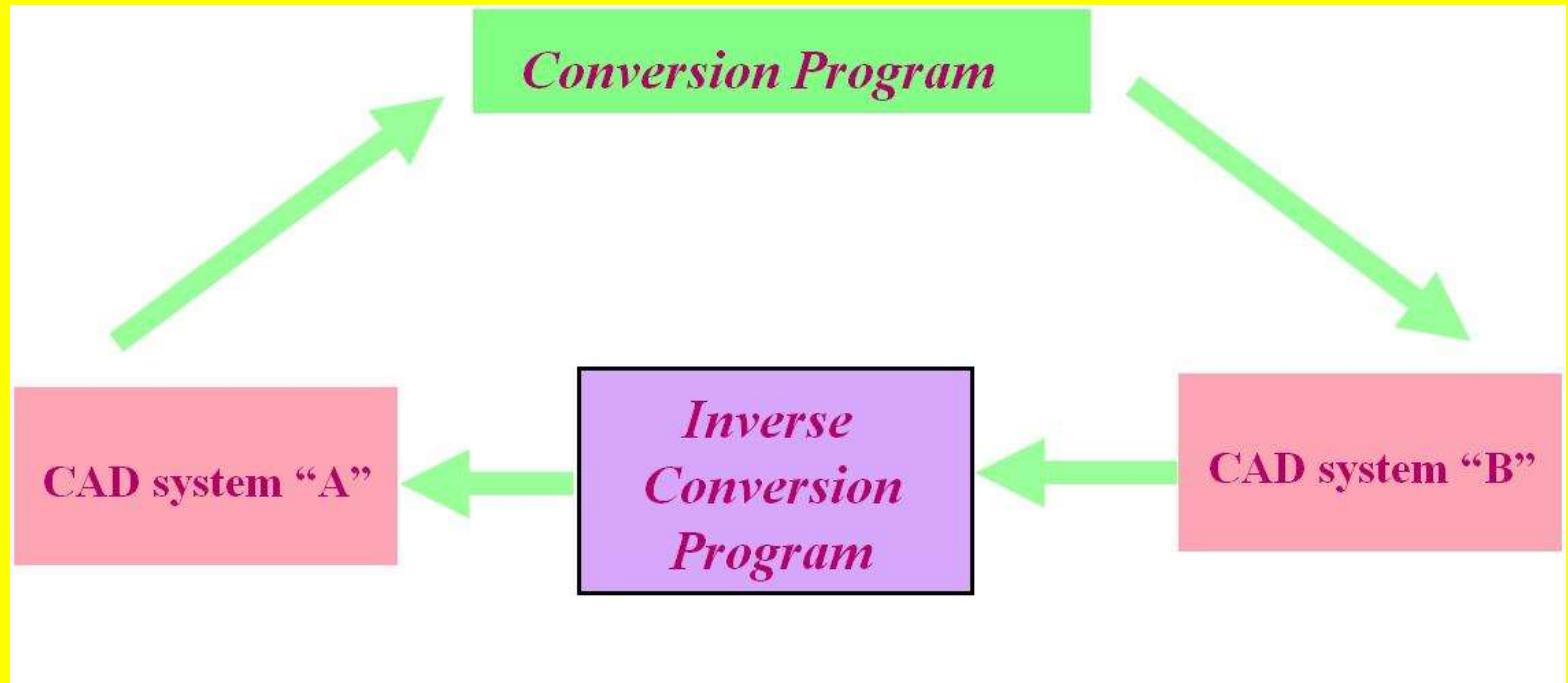 Conversion Program
CAD system “A”
Inverse
Conversion
Program
CAD system “B”